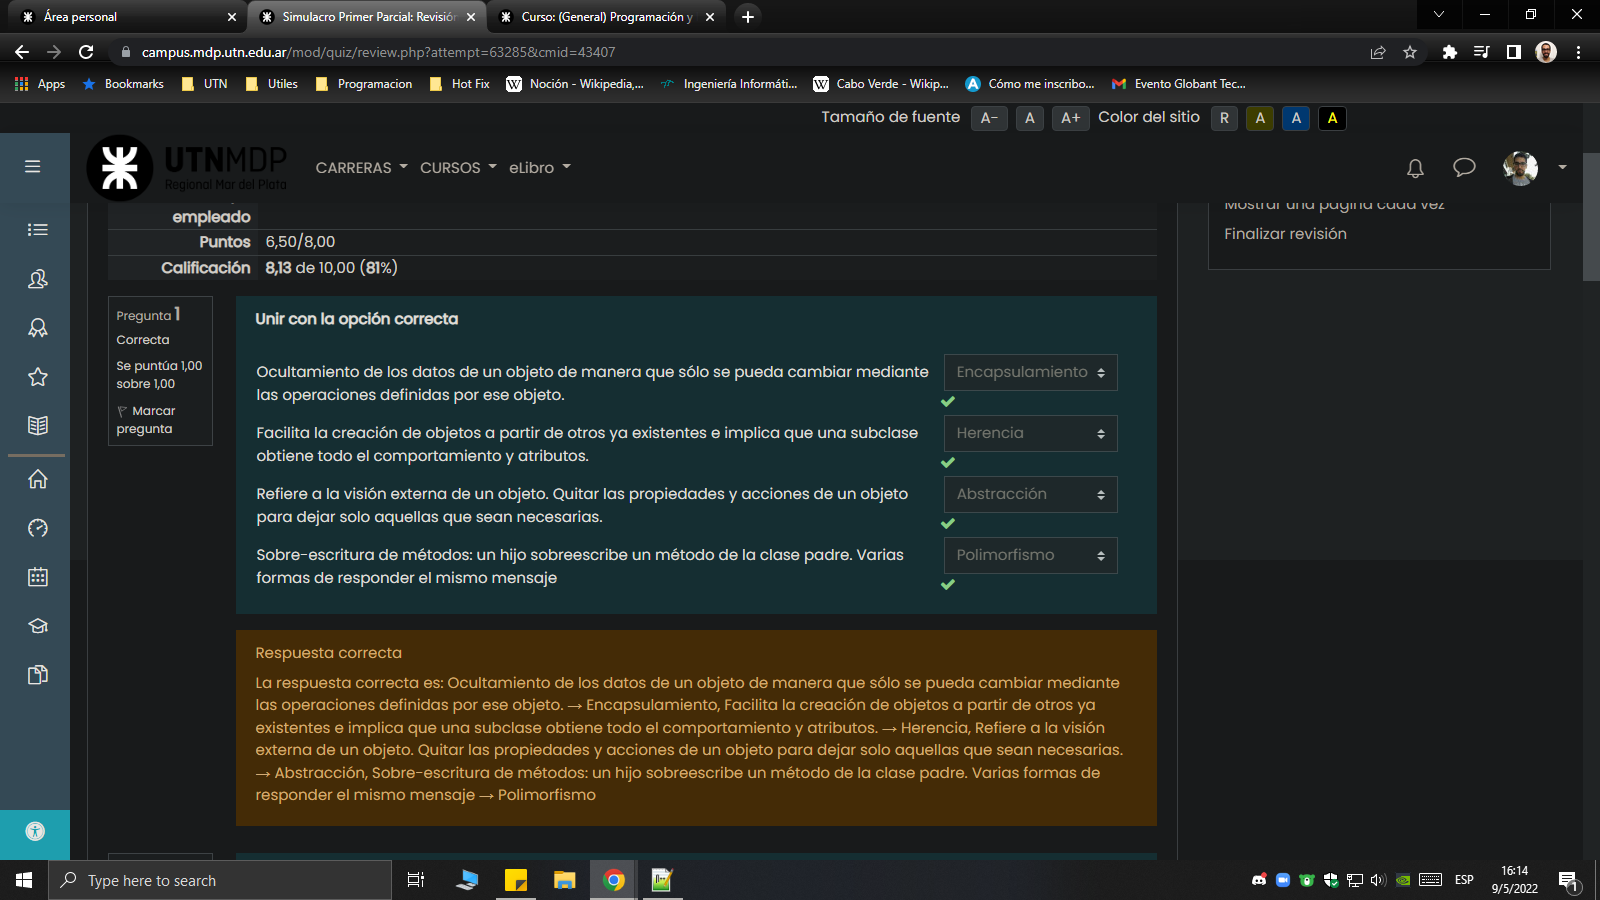 Área personal
Simulacro Primer Parcial: Revisión
Curso: (General) Programación y
campus.mdp.utn.edu.ar/mod/quiz/review.php?attempt=63285&cmid=43407
Apps
Bookmarks
UTN
Utiles
Programacion
Hot Fix
Noción - Wikipedia,...
Ingeniería Informáti...
Cabo Verde - Wikip...
Cómo me inscribo...
Evento Globant Tec...
Tamaño de fuente
A-
A
A+
Color del sitio
R
A
A
A
UTNMDP
Regional Mar del Plata
CARRERAS
CURSOS
eLibro
empleado
Puntos 6,50/8,00
Calificación 8,13 de 10,00 (81%)
Mostrar una página cada vez
Finalizar revisión
Pregunta 1
Correcta
Se puntúa 1,00
sobre 1,00
Marcar
pregunta
Unir con la opción correcta
Ocultamiento de los datos de un objeto de manera que sólo se pueda cambiar mediante
las operaciones definidas por ese objeto.
Encapsulamiento
Facilita la creación de objetos a partir de otros ya existentes e implica que una subclase
obtiene todo el comportamiento y atributos.
Herencia
Refiere a la visión externa de un objeto. Quitar las propiedades y acciones de un objeto
para dejar solo aquellas que sean necesarias.
Abstracción
Sobre-escritura de métodos: un hijo sobreescribe un método de la clase padre. Varias
formas de responder el mismo mensaje
Polimorfismo
Respuesta correcta
La respuesta correcta es: Ocultamiento de los datos de un objeto de manera que sólo se pueda cambiar mediante
las operaciones definidas por ese objeto. → Encapsulamiento, Facilita la creación de objetos a partir de otros ya
existentes e implica que una subclase obtiene todo el comportamiento y atributos. → Herencia, Refiere a la visión
externa de un objeto. Quitar las propiedades y acciones de un objeto para dejar solo aquellas que sean necesarias.
→ Abstracción, Sobre-escritura de métodos: un hijo sobreescribe un método de la clase padre. Varias formas de
responder el mismo mensaje → Polimorfismo
Type here to search
ESP
16:14
9/5/2022
1